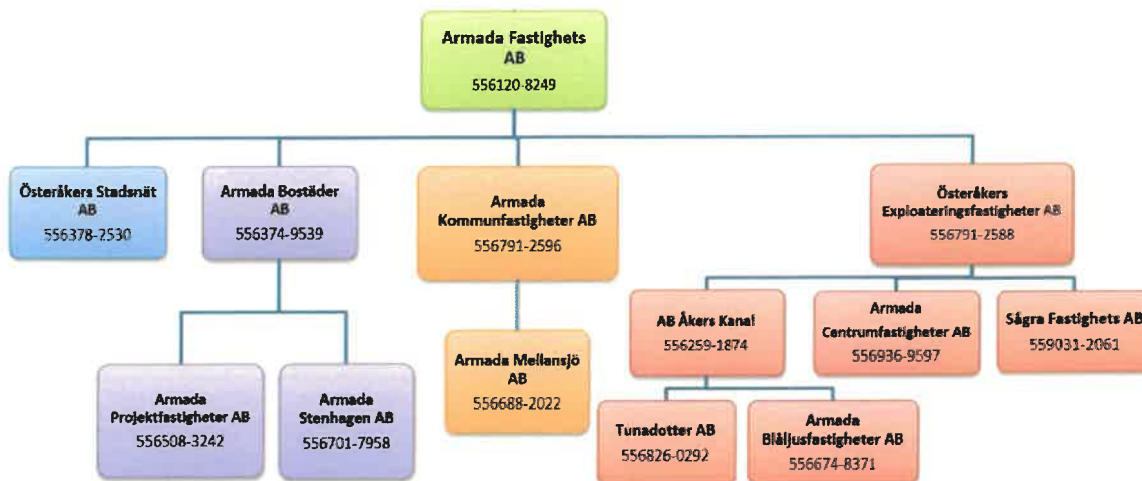 Armada Fastighets
AB
556120-8249
Österåkers Stadsnät
AB
556378-2530
Armada Bostäder
AB
556374-9539
Armada
Kommunfastigheter AB
556791-2596
Österåkers
Exploateringsfastigheter AB
556791-2588
AB Åkers Kanal
556259-1874
Armada
Centrumfastigheter AB
556936-9597
Sågra Fastighets AB
559031-2061
Armada
Projektfastigheter AB
556508-3242
Armada
Stenhagen AB
556701-7958
Armada Mellansjö
AB
556688-2022
Tunadotter AB
556826-0292
Armada
Blåljusfastigheter AB
556674-8371